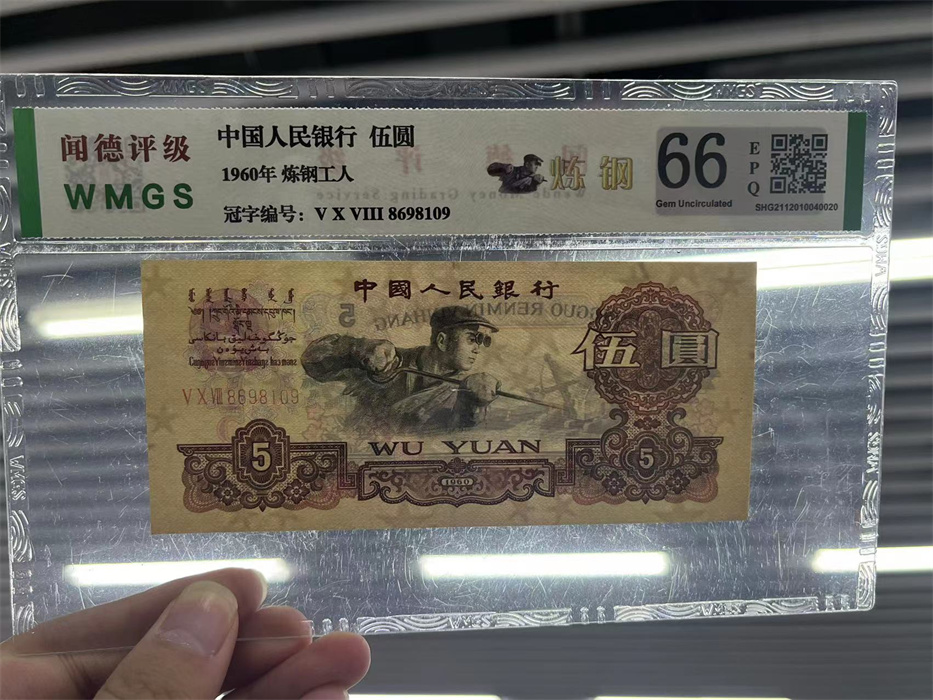 闻德评级
WMGS
中国人民银行 伍圆
1960年 炼钢工人
冠字编号：V X VIII 8698109
炼钢
66
EPQ
Gem Uncirculated
SHG2112010040020
中國人民銀行
伍圓
V X VIII 8698109
WU YUAN
5
5
1960